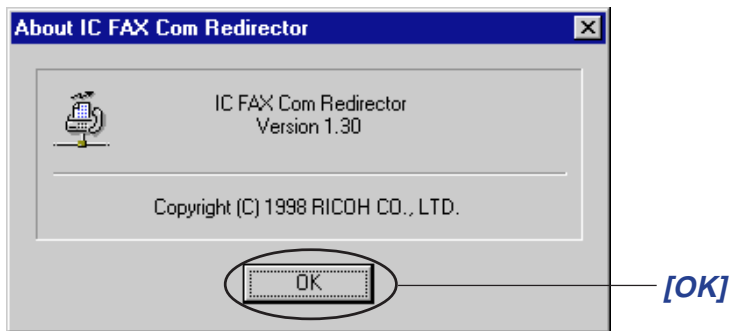 About IC FAX Com Redirector
IC FAX Com Redirector
Version 1.30
Copyright (C) 1998 RICOH CO., LTD.
OK
[OK]